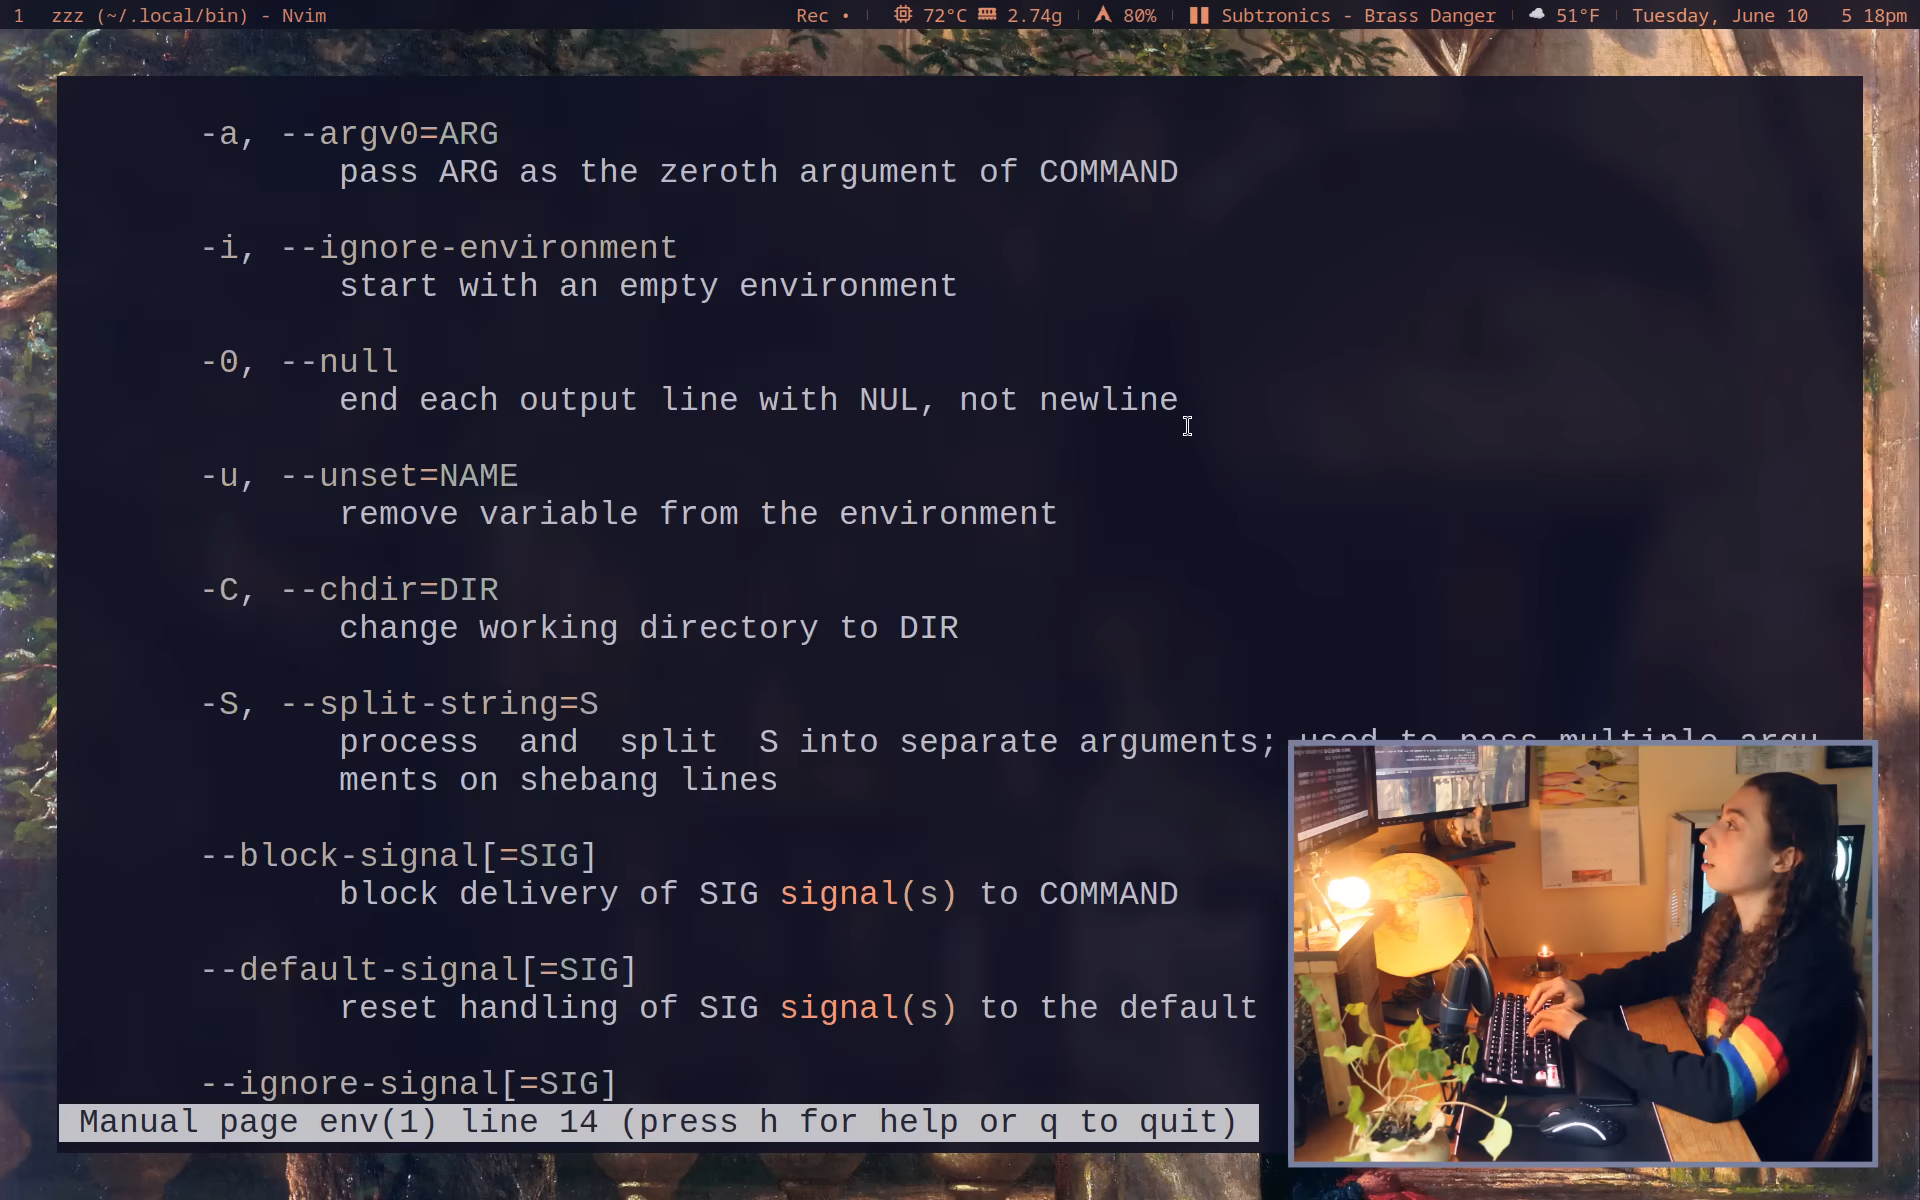 1 zzz (~/.local/bin) - Nvim Rec • 72°C 2.74g 80% Subtronics - Brass Danger 51°F Tuesday, June 10 5 18pm
-a, --argv0=ARG
pass ARG as the zeroth argument of COMMAND
-i, --ignore-environment
start with an empty environment
-0, --null
end each output line with NUL, not newline
-u, --unset=NAME
remove variable from the environment
-C, --chdir=DIR
change working directory to DIR
-S, --split-string=S
process and split S into separate arguments; used to pass multiple argu
ments on shebang lines
--block-signal[=SIG]
block delivery of SIG signal(s) to COMMAND
--default-signal[=SIG]
reset handling of SIG signal(s) to the default
--ignore-signal[=SIG]
Manual page env(1) line 14 (press h for help or q to quit)